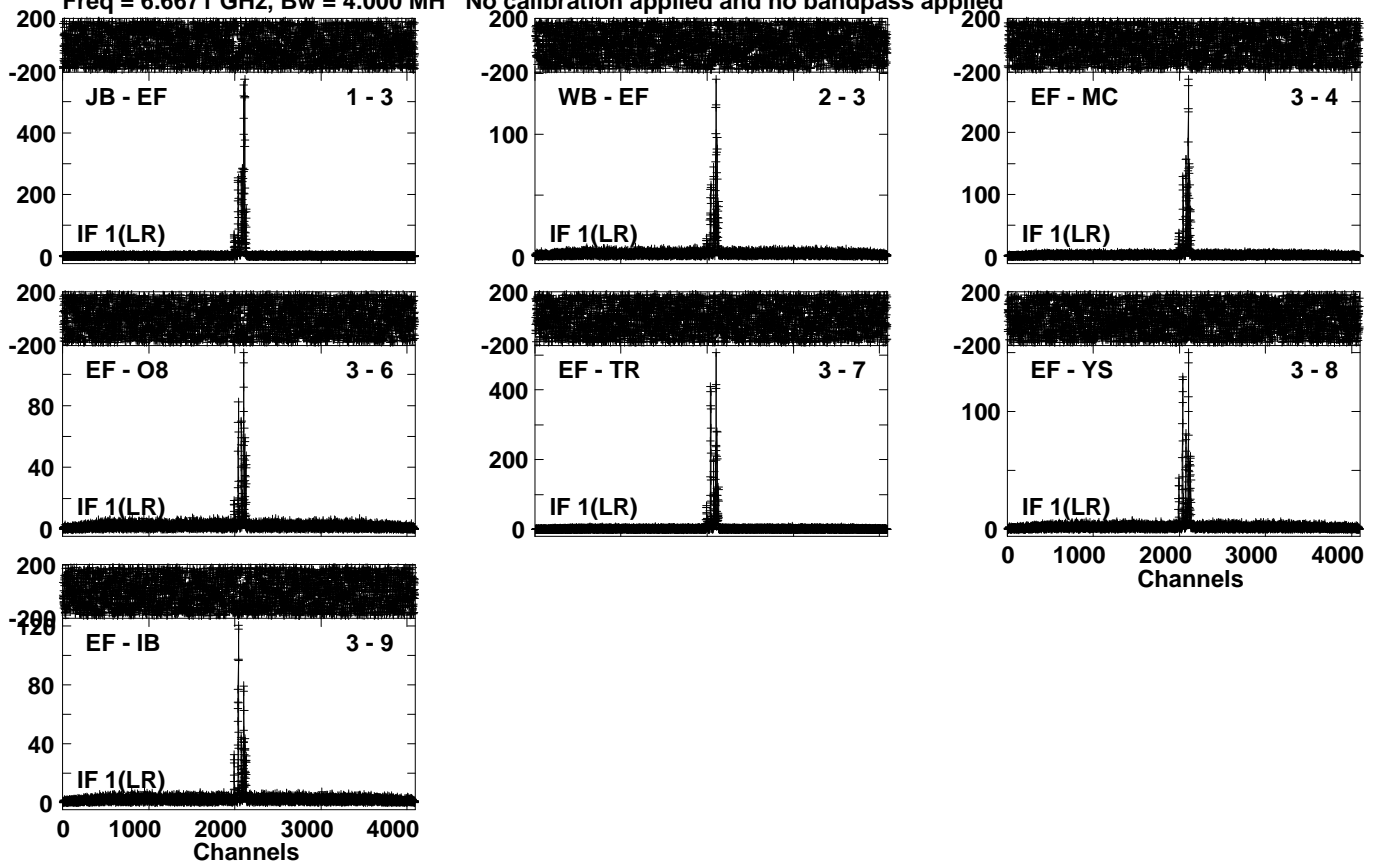 Freq = 6.6671 GHz, Bw = 4.000 MH No calibration applied and no bandpass applied
200 200 200
-200 -200 -200
JB - EF 1 - 3 WB - EF 2 - 3 EF - MC 3 - 4
400 100 200
200 100
IF 1(LR) IF 1(LR) IF 1(LR)
0 0 0
200 200 200
-200 -200 -200
EF - O8 3 - 6 EF - TR 3 - 7 EF - YS 3 - 8
80 400 100
40 200
IF 1(LR) IF 1(LR) IF 1(LR)
0 0 0
0 1000 2000 3000 4000
Channels
200
-200
120
EF - IB 3 - 9
80
40
IF 1(LR)
0
0 1000 2000 3000 4000
Channels